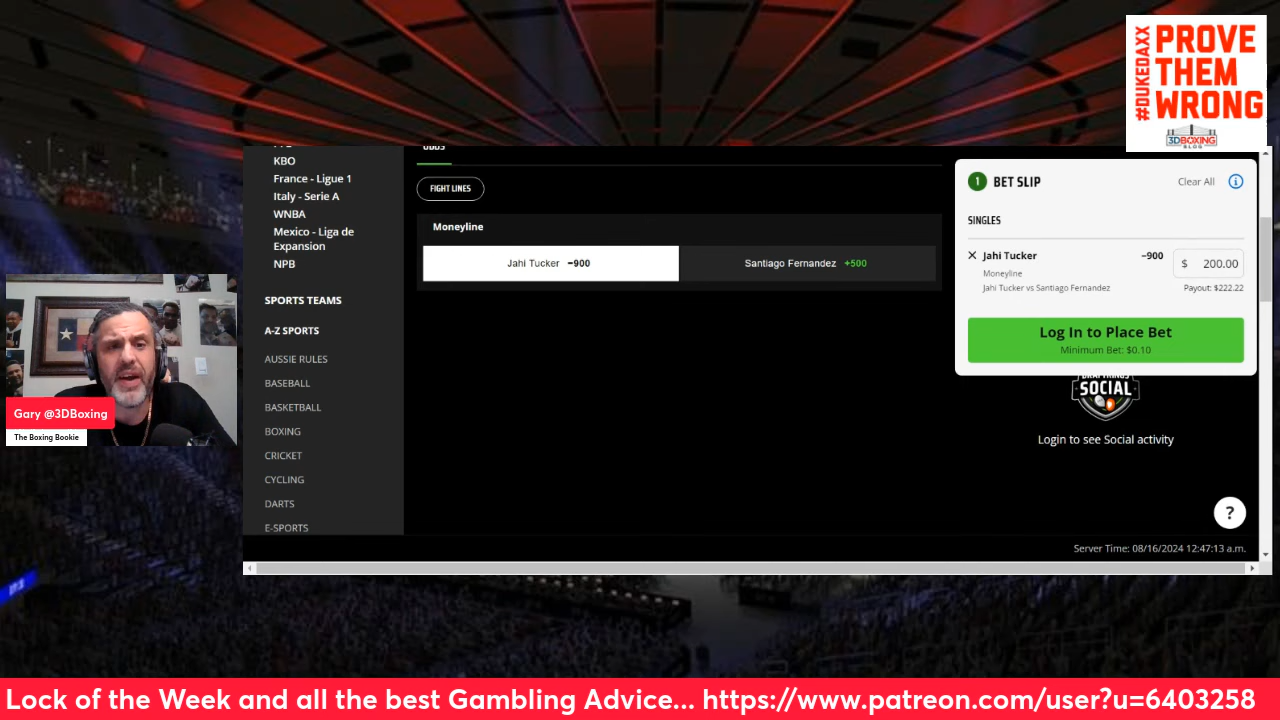 #DUKEDAXX
PROVE
THEM
WRONG
3DBOXING
BLOG
KBO
France - Ligue 1
Italy - Serie A
WNBA
Mexico - Liga de
Expansion
NPB
SPORTS TEAMS
A-Z SPORTS
AUSSIE RULES
BASEBALL
BASKETBALL
BOXING
CRICKET
CYCLING
DARTS
E-SPORTS
ODDS
FIGHT LINES
Moneyline
Jahi Tucker −900
Santiago Fernandez +500
1 BET SLIP
Clear All
SINGLES
Jahi Tucker −900
$ 200.00
Moneyline
Jahi Tucker vs Santiago Fernandez
Payout: $222.22
Log In to Place Bet
Minimum Bet: $0.10
SOCIAL
Login to see Social activity
?
Server Time: 08/16/2024 12:47:13 a.m.
Gary @3DBoxing
The Boxing Bookie
Lock of the Week and all the best Gambling Advice... https://www.patreon.com/user?u=6403258